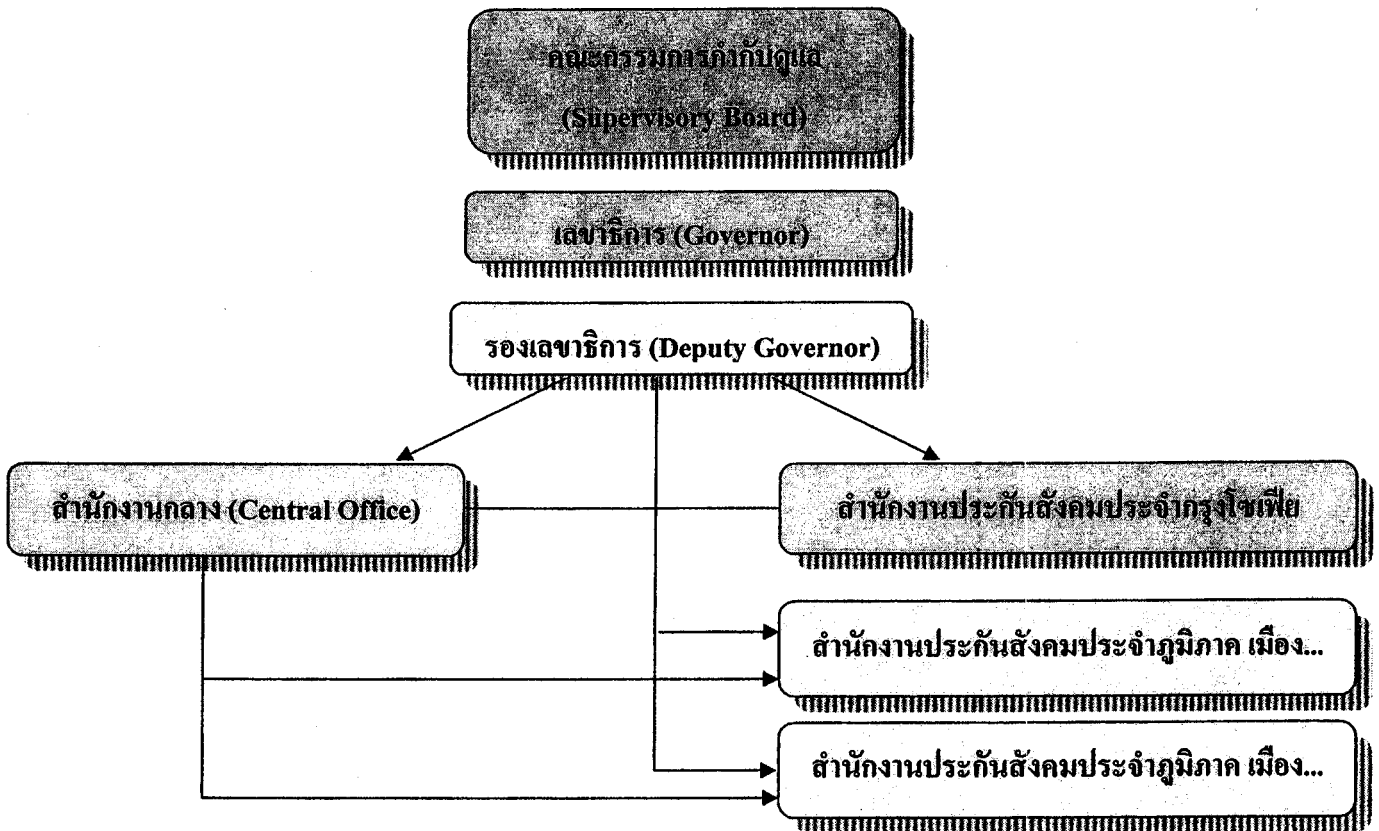 คณะกรรมการกำกับดูแล
(Supervisory Board)
เลขาธิการ (Governor)
รองเลขาธิการ (Deputy Governor)
สำนักงานกลาง (Central Office)
สำนักงานประกันสังคมประจำกรุงโซเฟีย
สำนักงานประกันสังคมประจำภูมิภาค เมือง...
สำนักงานประกันสังคมประจำภูมิภาค เมือง...